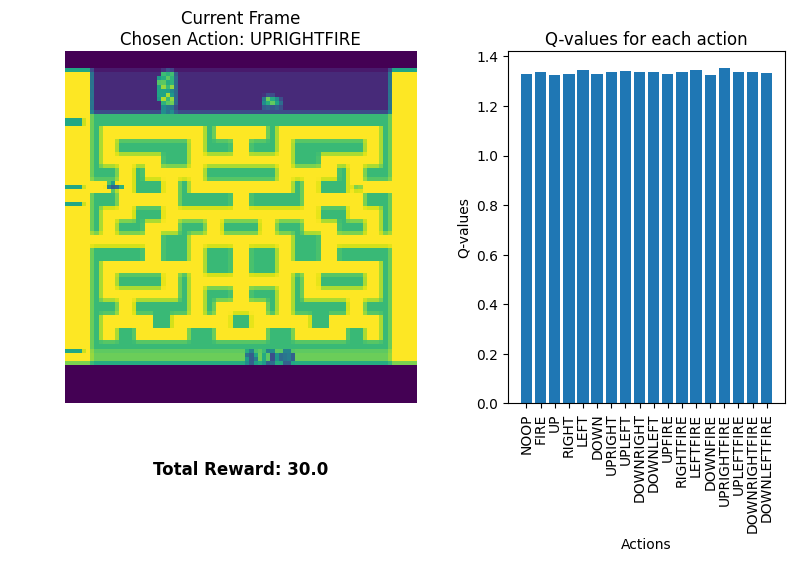 Current Frame
Chosen Action: UPRIGHTFIRE
Total Reward: 30.0
Q-values for each action
Q-values
1.4
1.2
1.0
0.8
0.6
0.4
0.2
0.0
NOOP
FIRE
UP
RIGHT
LEFT
DOWN
UPRIGHT
UPLEFT
DOWNRIGHT
DOWNLEFT
UPFIRE
RIGHTFIRE
LEFTFIRE
DOWNFIRE
UPRIGHTFIRE
UPLEFTFIRE
DOWNRIGHTFIRE
DOWNLEFTFIRE
Actions